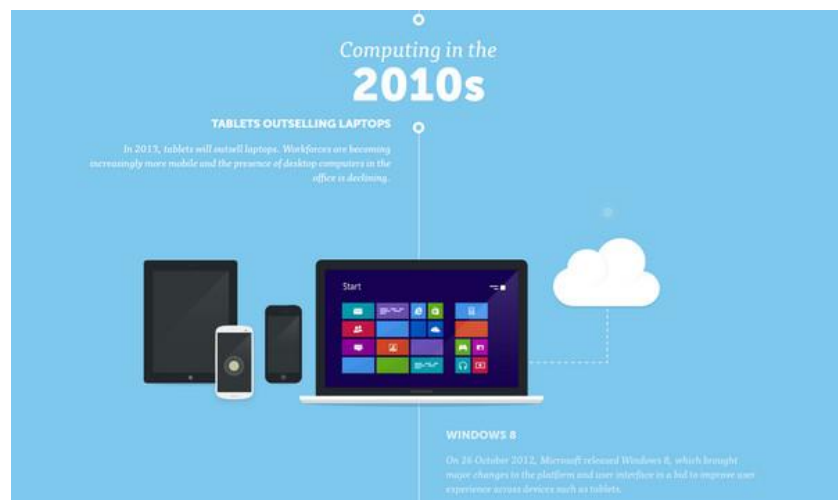 Computing in the
2010s
TABLETS OUTSELLING LAPTOPS
In 2013, tablets will outsell laptops. Workforces are becoming
increasingly more mobile and the presence of desktop computers in the
office is declining.
Start
WINDOWS 8
On 26 October 2012, Microsoft released Windows 8, which brought
major changes to the platform and user interface in a bid to improve user
experience across devices such as tablets.